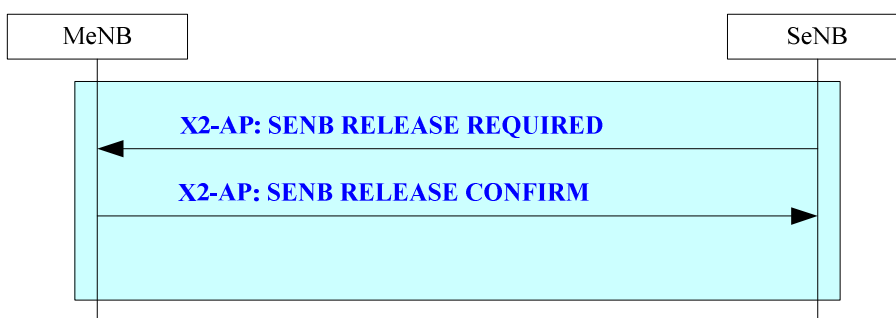 MeNB
SeNB
X2-AP: SENB RELEASE REQUIRED
X2-AP: SENB RELEASE CONFIRM